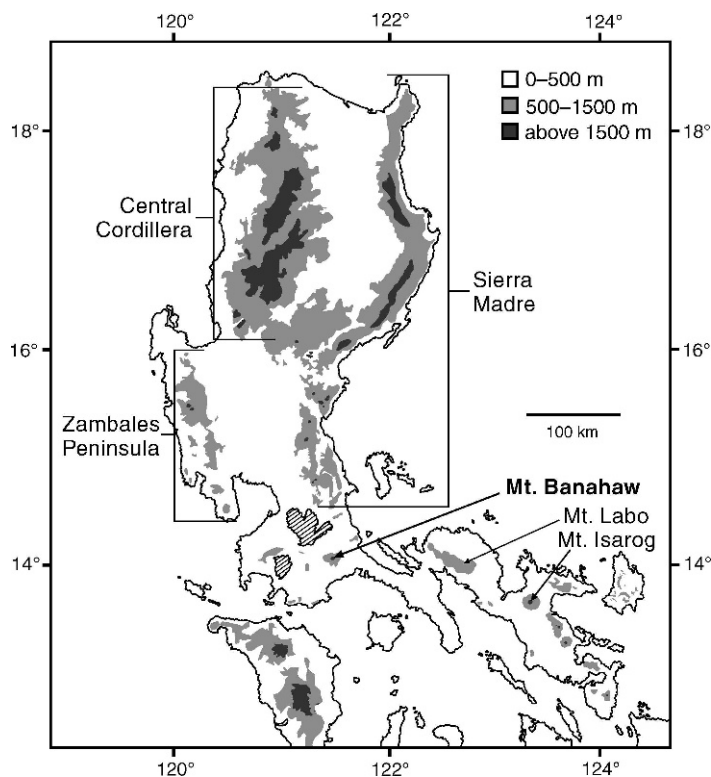 120°
122°
124°
0–500 m
500–1500 m
above 1500 m
18°
18°
Central
Cordillera
Sierra
Madre
16°
16°
Zambales
Peninsula
100 km
Mt. Banahaw
Mt. Labo
Mt. Isarog
14°
14°
120°
122°
124°